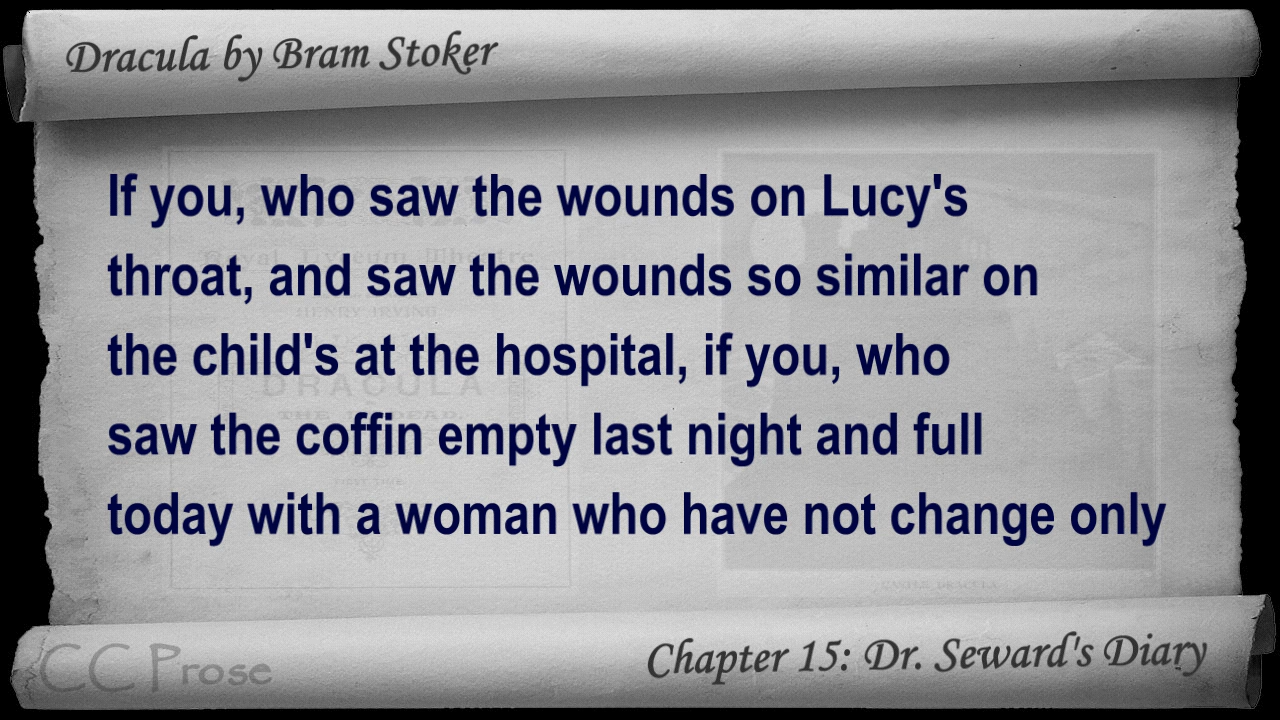 Dracula by Bram Stoker
If you, who saw the wounds on Lucy's
throat, and saw the wounds so similar on
the child's at the hospital, if you, who
saw the coffin empty last night and full
today with a woman who have not change only
CC Prose
Chapter 15: Dr. Seward's Diary